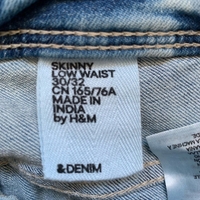 SKINNY
LOW WAIST
30/32
CN 165/76A
MADE IN
INDIA
by H&M
&DENIM